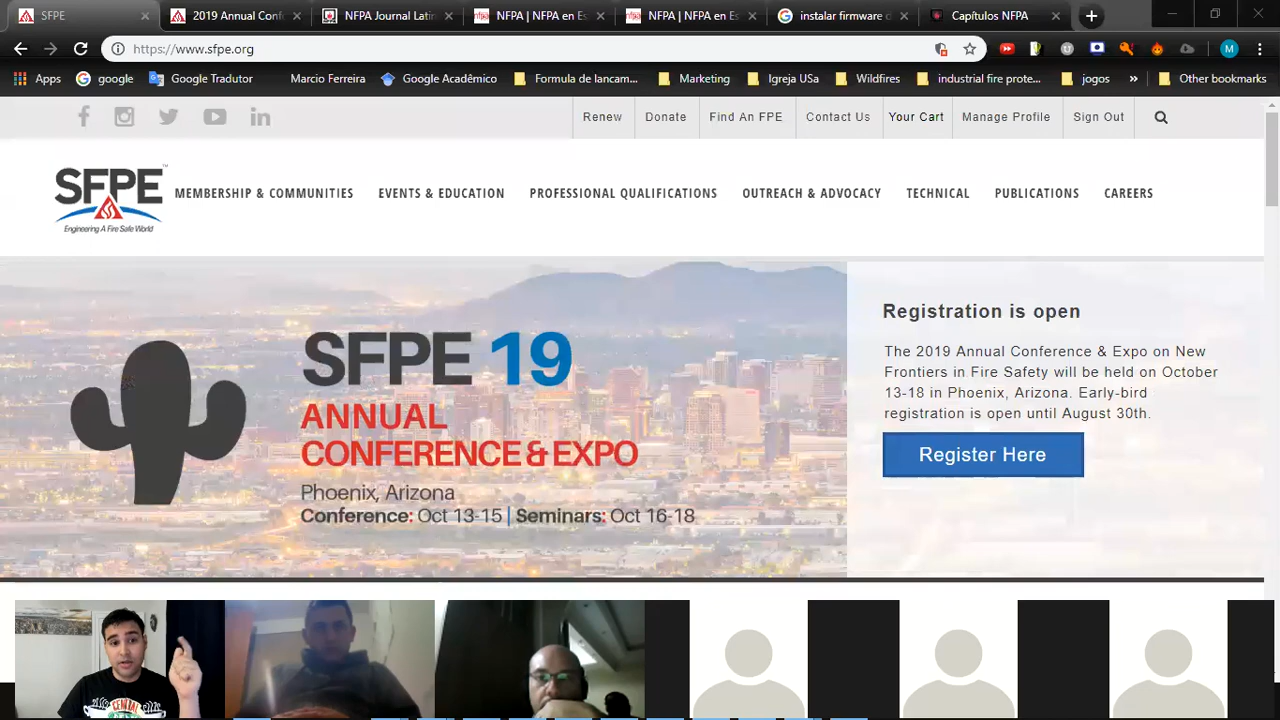 SFPE
2019 Annual Conf
NFPA Journal Latin
NFPA | NFPA en Es
NFPA | NFPA en Es
instalar firmware
Capítulos NFPA
https://www.sfpe.org
M
Apps
google
Google Tradutor
Marcio Ferreira
Google Acadêmico
Formula de lancam...
Marketing
Igreja USa
Wildfires
industrial fire prote...
jogos
»
Other bookmarks
Renew
Donate
Find An FPE
Contact Us
Your Cart
Manage Profile
Sign Out
SFPE™
Engineering A Fire Safe World
MEMBERSHIP & COMMUNITIES
EVENTS & EDUCATION
PROFESSIONAL QUALIFICATIONS
OUTREACH & ADVOCACY
TECHNICAL
PUBLICATIONS
CAREERS
SFPE 19
ANNUAL
CONFERENCE & EXPO
Phoenix, Arizona
Conference: Oct 13-15 | Seminars: Oct 16-18
Registration is open
The 2019 Annual Conference & Expo on New
Frontiers in Fire Safety will be held on October
13-18 in Phoenix, Arizona. Early-bird
registration is open until August 30th.
Register Here
CENTRAL